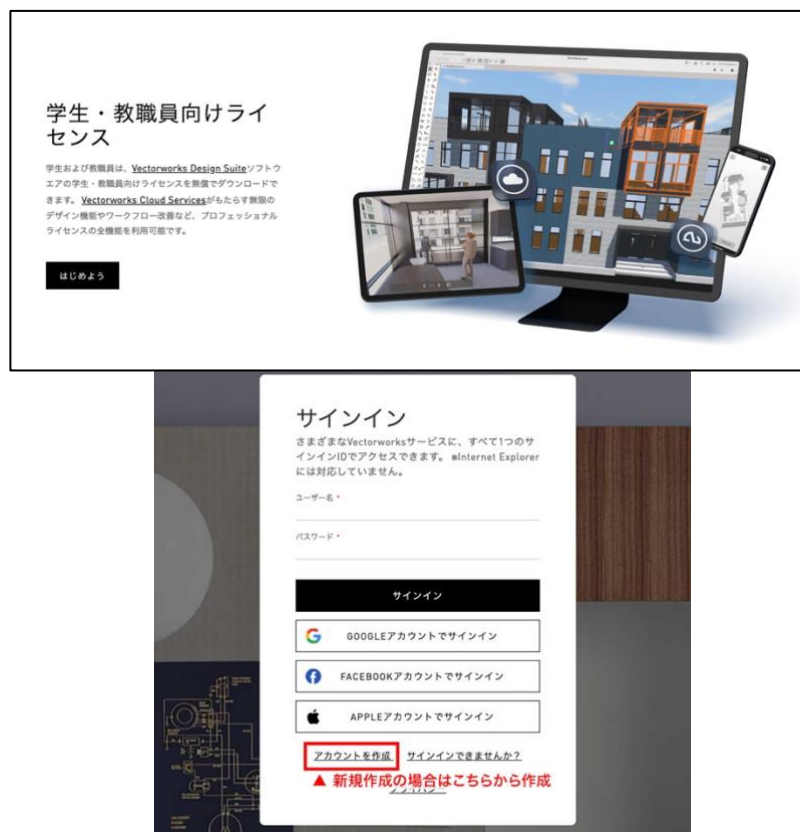 学生・教職員向けライ
センス
学生および教職員は、Vectorworks Design Suiteソフトウ
エアの学生・教職員向けライセンスを無償でダウンロードで
きます。 Vectorworks Cloud Servicesがもたらす無限の
デザイン機能やワークフロー改善など、プロフェッショナル
ライセンスの全機能を利用可能です。
はじめよう
サインイン
さまざまなVectorworksサービスに、すべて1つのサ
インインIDでアクセスできます。 ※Internet Explorer
には対応していません。
ユーザー名 *
パスワード *
サインイン
GOOGLEアカウントでサインイン
FACEBOOKアカウントでサインイン
APPLEアカウントでサインイン
アカウントを作成 サインインできませんか?
▲ 新規作成の場合はこちらから作成